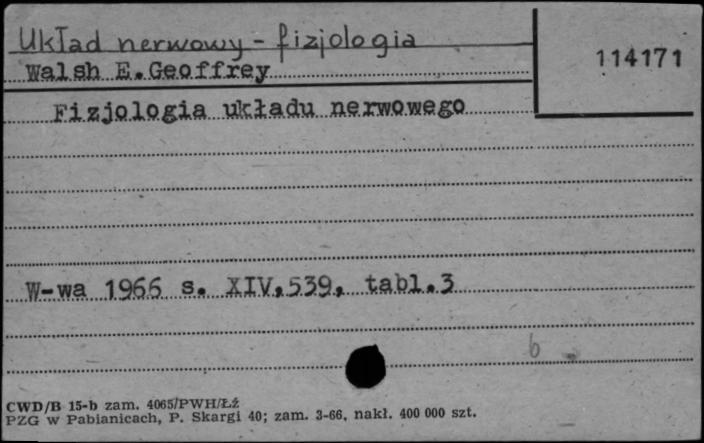 Układ nerwowy - fizjologia
114171
Walsh E.Geoffrey
Fizjologia układu nerwowego
W-wa 1966 s. XIV,539, tabl.3
b
CWD/B 15-b zam. 4065/PWH/Łź
PZG w Pabianicach, P. Skargi 40; zam. 3-66, nakł. 400 000 szt.